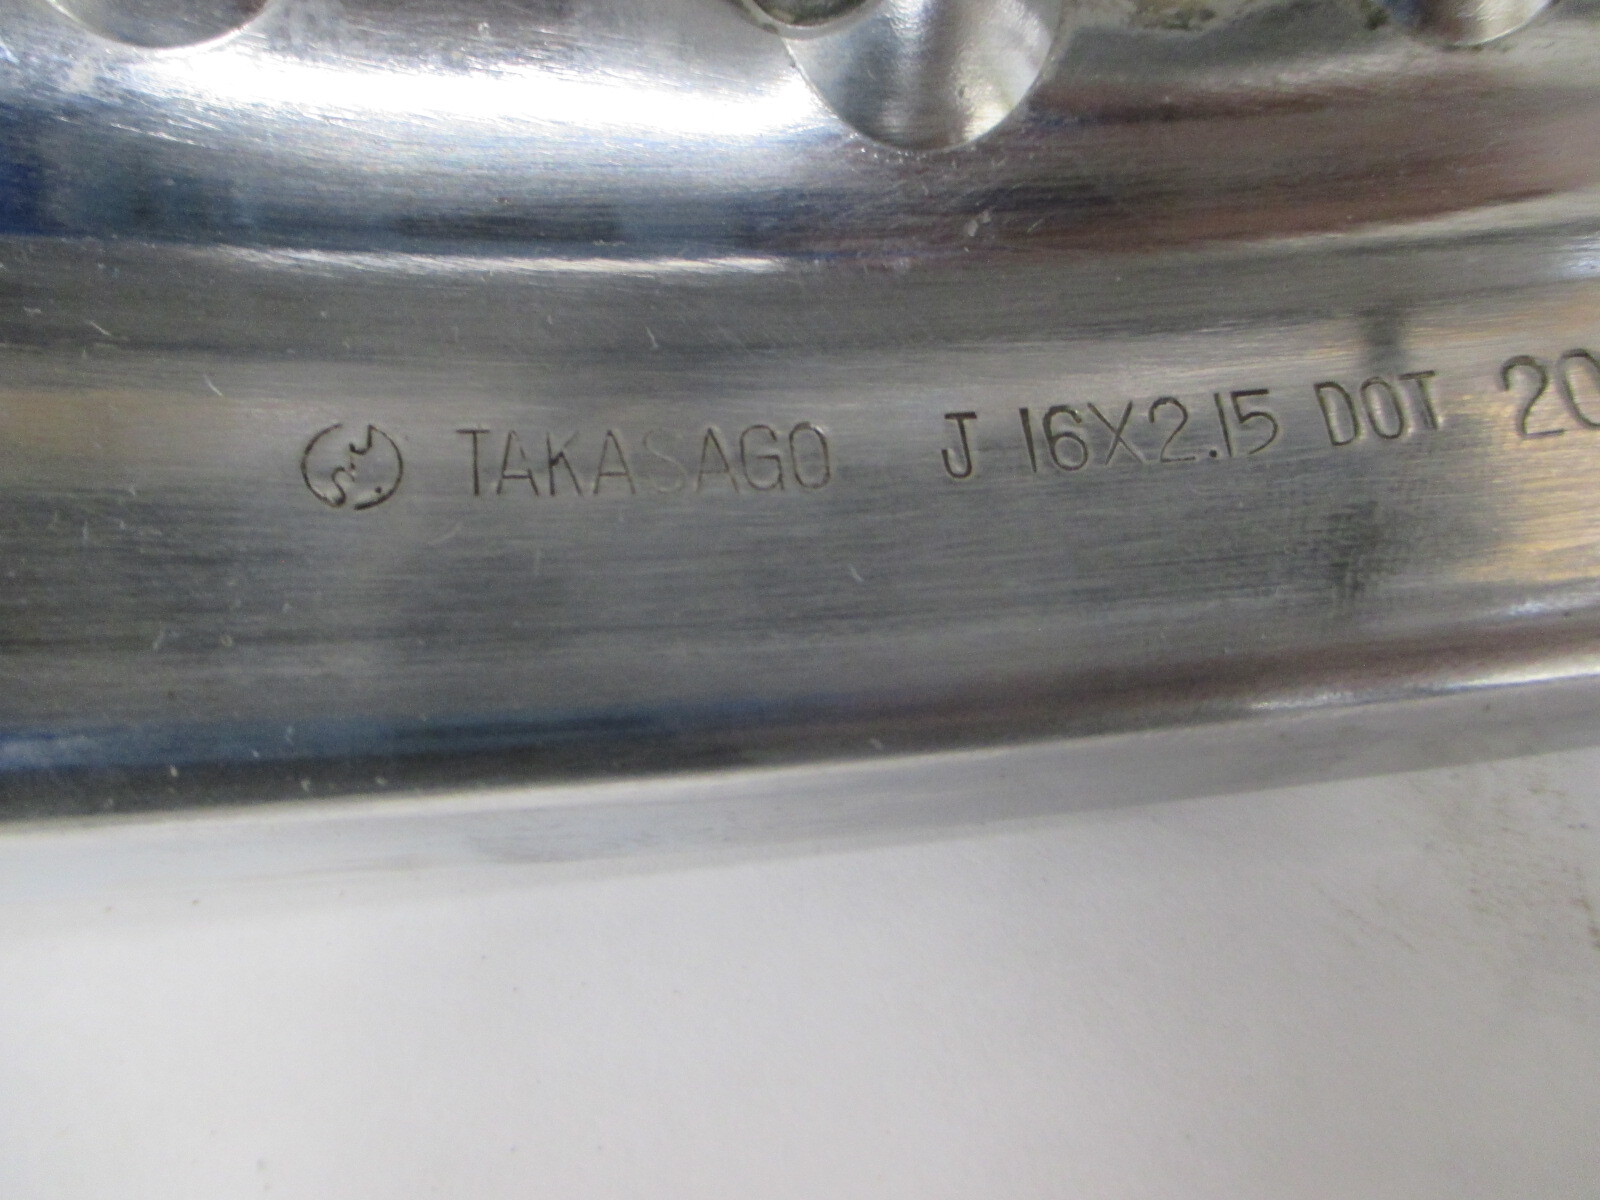 TAKASAGO J 16X2.15 DOT 20